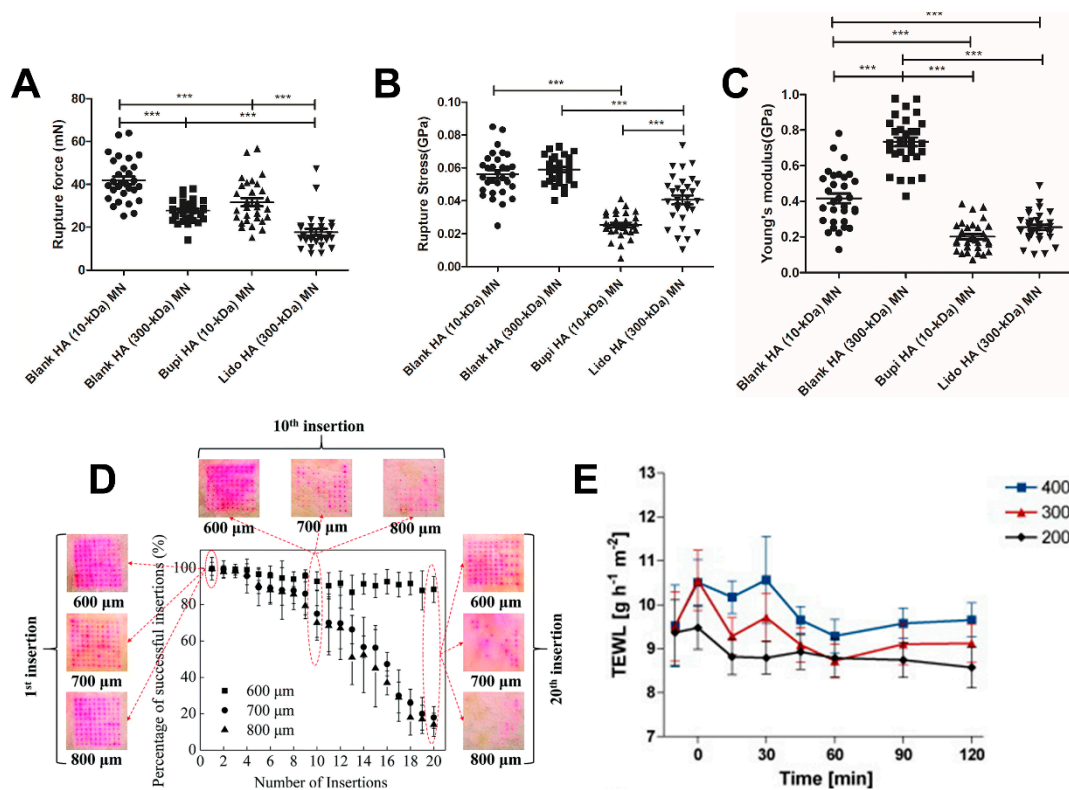 A
***
***
***
***
***
Rupture force (mN)
80
60
40
20
0
Blank HA (10-kDa) MN
Blank HA (300-kDa) MN
Bupi HA (10-kDa) MN
Lido HA (300-kDa) MN
B
***
***
***
Rupture Stress(GPa)
0.10
0.08
0.06
0.04
0.02
0.00
Blank HA (10-kDa) MN
Blank HA (300-kDa) MN
Bupi HA (10-kDa) MN
Lido HA (300-kDa) MN
C
***
***
***
***
***
Young's modulus(GPa)
1.0
0.8
0.6
0.4
0.2
0.0
Blank HA (10-kDa) MN
Blank HA (300-kDa) MN
Bupi HA (10-kDa) MN
Lido HA (300-kDa) MN
D
10th insertion
600 μm
700 μm
800 μm
1st insertion
600 μm
700 μm
800 μm
Percentage of successful insertions (%)
100
80
60
40
20
0
600 μm
700 μm
800 μm
0 2 4 6 8 10 12 14 16 18 20
Number of Insertions
20th insertion
600 μm
700 μm
800 μm
E
TEWL [g h-1 m-2]
13
12
11
10
9
8
7
0 30 60 90 120
Time [min]
400
300
200